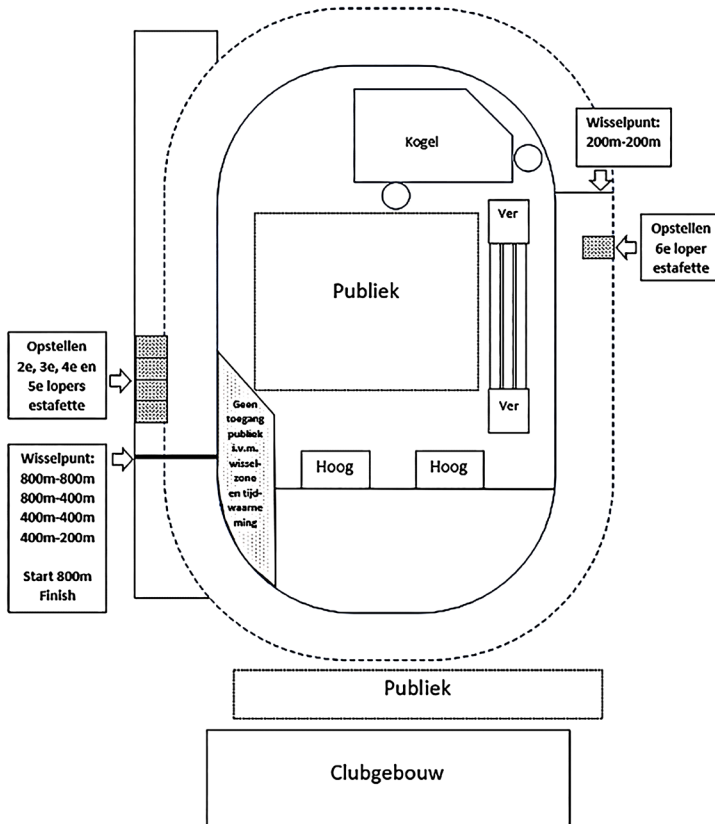 Kogel
Wisselpunt:
200m-200m
Ver
Opstellen
6e loper
estafette
Publiek
Opstellen
2e, 3e, 4e en
5e lopers
estafette
Ver
Geen
toegang
publiek
i.v.m.
wissel-
zone
en tijd-
waarne
ming
Hoog
Hoog
Wisselpunt:
800m-800m
800m-400m
400m-400m
400m-200m
Start 800m
Finish
Publiek
Clubgebouw